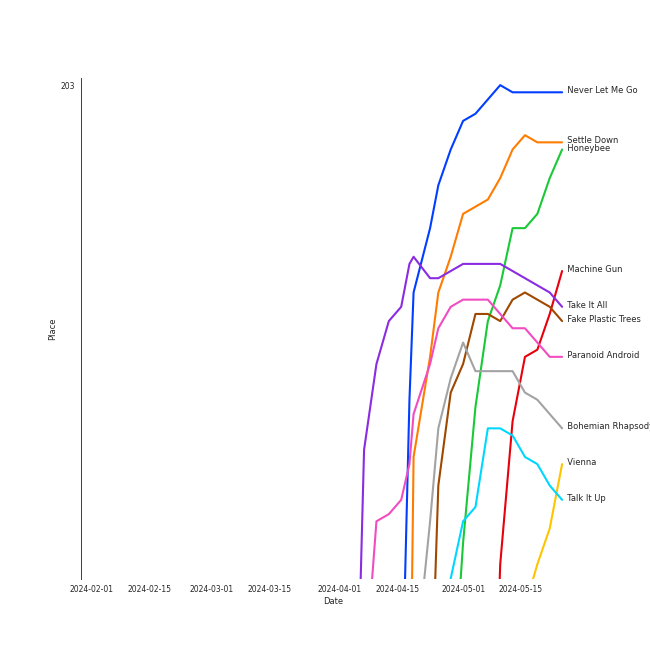 203
Never Let Me Go
Settle Down
Honeybee
Machine Gun
Take It All
Fake Plastic Trees
Place
Paranoid Android
Bohemian Rhapsod
Vienna
Talk It Up
2024-02-01 2024-02-15 2024-03-01 2024-03-15 2024-04-01 2024-04-15 2024-05-01 2024-05-15
Date